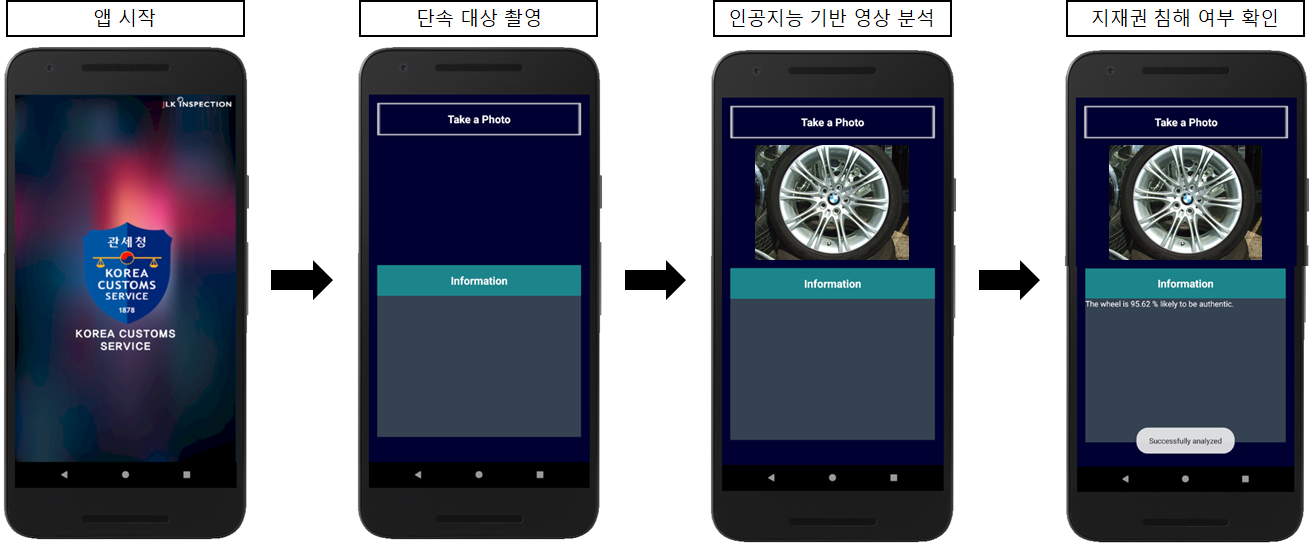 앱 시작
단속 대상 촬영
인공지능 기반 영상 분석
지재권 침해 여부 확인
JLK INSPECTION
관세청
KOREA
CUSTOMS
SERVICE
1878
KOREA CUSTOMS
SERVICE
Take a Photo
Information
Take a Photo
Information
Take a Photo
Information
The wheel is 95.62 % likely to be authentic.
Successfully analyzed